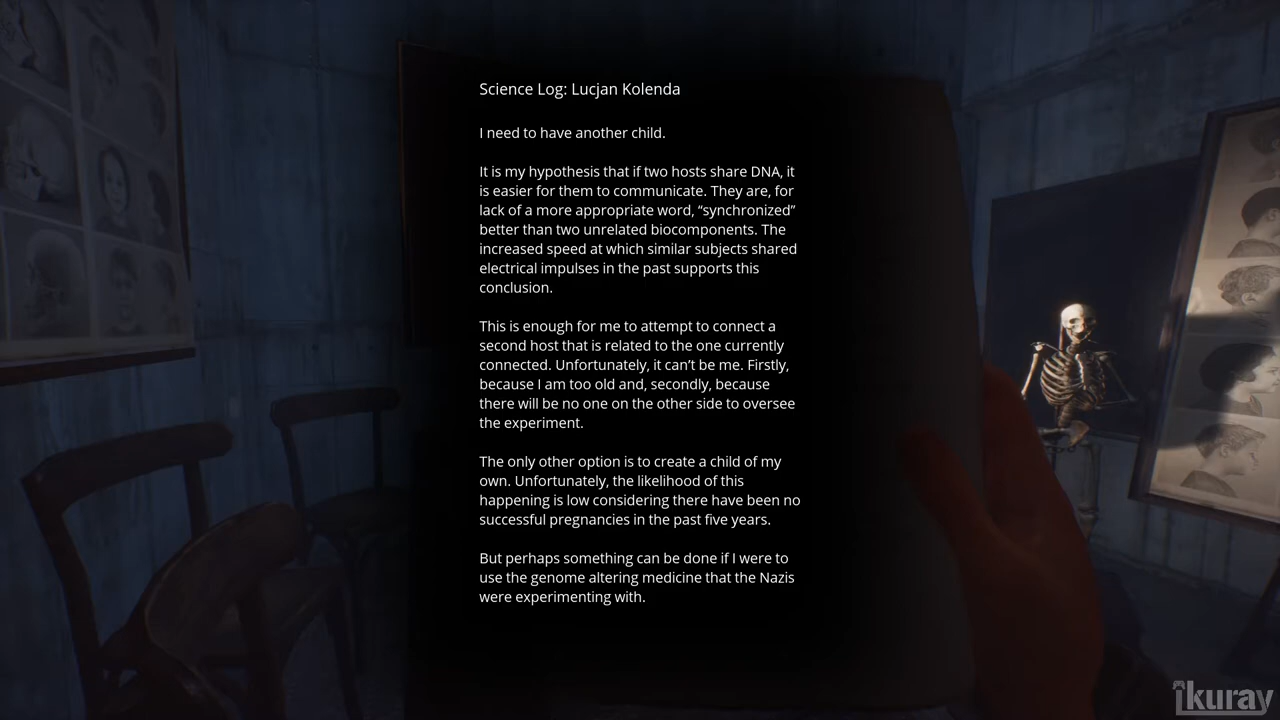 Science Log: Lucjan Kolenda
I need to have another child.
It is my hypothesis that if two hosts share DNA, it
is easier for them to communicate. They are, for
lack of a more appropriate word, “synchronized”
better than two unrelated biocomponents. The
increased speed at which similar subjects shared
electrical impulses in the past supports this
conclusion.
This is enough for me to attempt to connect a
second host that is related to the one currently
connected. Unfortunately, it can’t be me. Firstly,
because I am too old and, secondly, because
there will be no one on the other side to oversee
the experiment.
The only other option is to create a child of my
own. Unfortunately, the likelihood of this
happening is low considering there have been no
successful pregnancies in the past five years.
But perhaps something can be done if I were to
use the genome altering medicine that the Nazis
were experimenting with.
ikuray